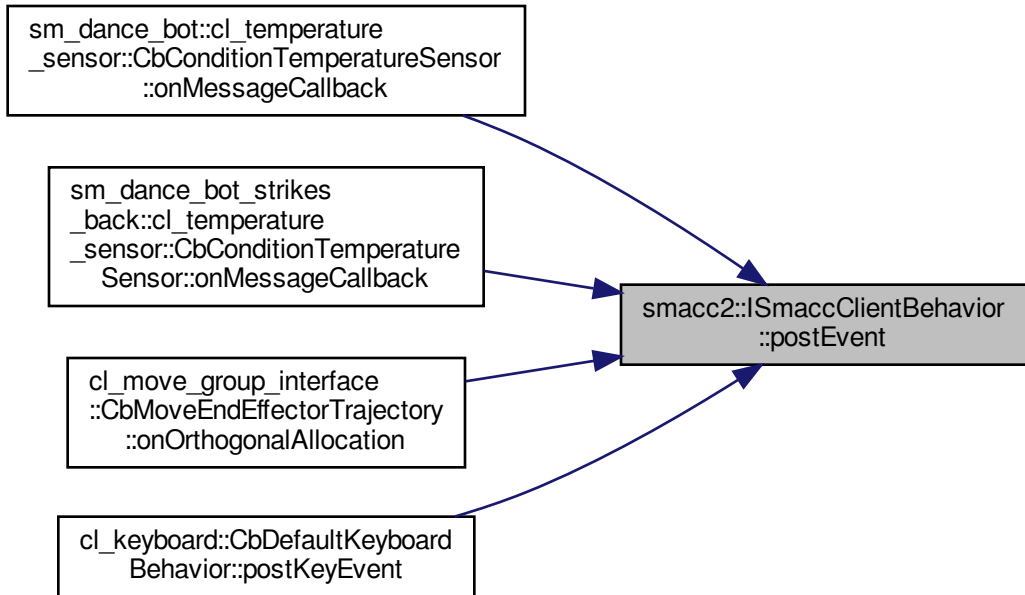 sm_dance_bot::cl_temperature
_sensor::CbConditionTemperatureSensor
::onMessageCallback
sm_dance_bot_strikes
_back::cl_temperature
_sensor::CbConditionTemperature
Sensor::onMessageCallback
smacc2::ISmaccClientBehavior
::postEvent
cl_move_group_interface
::CbMoveEndEffectorTrajectory
::onOrthogonalAllocation
cl_keyboard::CbDefaultKeyboard
Behavior::postKeyEvent